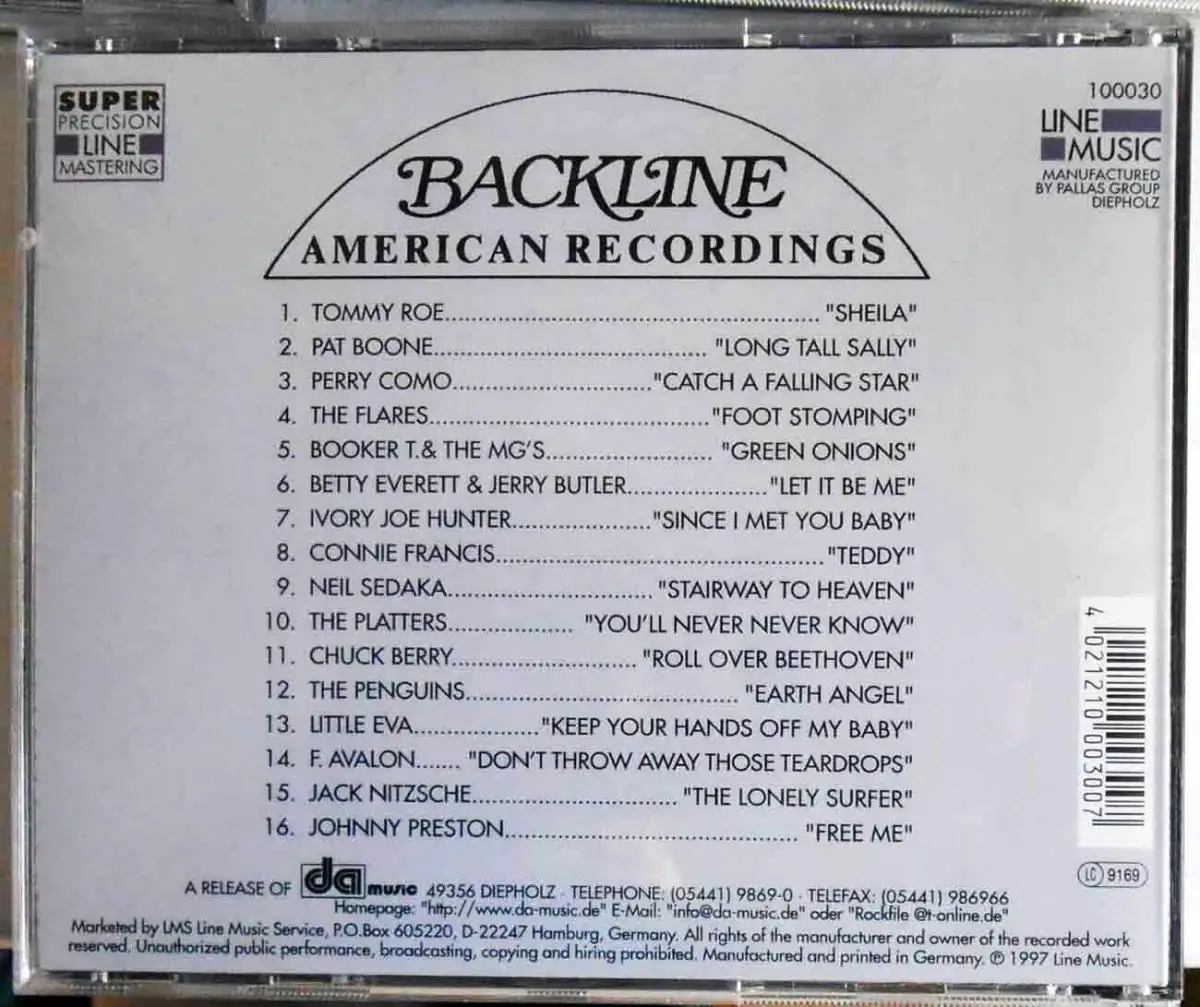 SUPER
PRECISION
LINE
MASTERING
100030
LINE
MUSIC
MANUFACTURED
BY PALLAS GROUP
DIEPHOLZ
BACKLINE
AMERICAN RECORDINGS
1. TOMMY ROE........................................................ "SHEILA"
2. PAT BOONE......................................... "LONG TALL SALLY"
3. PERRY COMO..............................."CATCH A FALLING STAR"
4. THE FLARES..........................................."FOOT STOMPING"
5. BOOKER T.& THE MG'S......................... "GREEN ONIONS"
6. BETTY EVERETT & JERRY BUTLER....................."LET IT BE ME"
7. IVORY JOE HUNTER....................."SINCE I MET YOU BABY"
8. CONNIE FRANCIS.................................................."TEDDY"
9. NEIL SEDAKA............................... "STAIRWAY TO HEAVEN"
10. THE PLATTERS................... "YOU'LL NEVER NEVER KNOW"
11. CHUCK BERRY............................ "ROLL OVER BEETHOVEN"
12. THE PENGUINS......................................... "EARTH ANGEL"
13. LITTLE EVA..................."KEEP YOUR HANDS OFF MY BABY"
14. F. AVALON....... "DON'T THROW AWAY THOSE TEARDROPS"
15. JACK NITZSCHE............................... "THE LONELY SURFER"
16. JOHNNY PRESTON............................................ "FREE ME"
4 021210 003007
LC 9169
A RELEASE OF da music 49356 DIEPHOLZ · TELEPHONE: (05441) 9869-0 · TELEFAX: (05441) 986966
Homepage: "http://www.da-music.de" E-Mail: "info@da-music.de" oder "Rockfile @t-online.de"
Marketed by LMS Line Music Service, P.O.Box 605220, D-22247 Hamburg, Germany. All rights of the manufacturer and owner of the recorded work
reserved. Unauthorized public performance, broadcasting, copying and hiring prohibited. Manufactured and printed in Germany. ℗ 1997 Line Music.